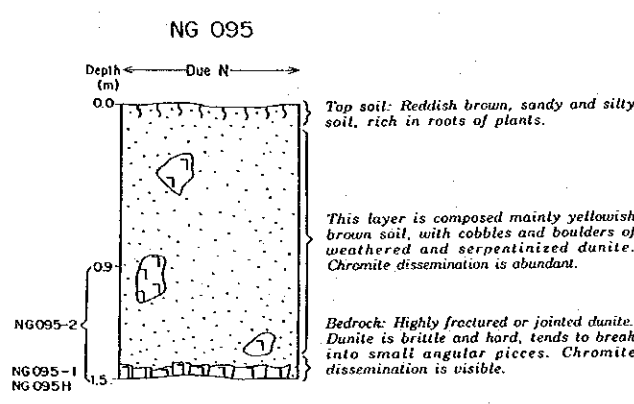 NG 095
Depth
(m)
Due N
0.0
Top soil: Reddish brown, sandy and silty
soil, rich in roots of plants.
This layer is composed mainly yellowish
brown soil, with cobbles and boulders of
weathered and serpentinized dunite.
Chromite dissemination is abundant.
0.9
NG095-2
Bedrock: Highly fractured or jointed dunite.
Dunite is brittle and hard, tends to break
into small angular pieces. Chromite
dissemination is visible.
NG095-1
NG095H
1.5